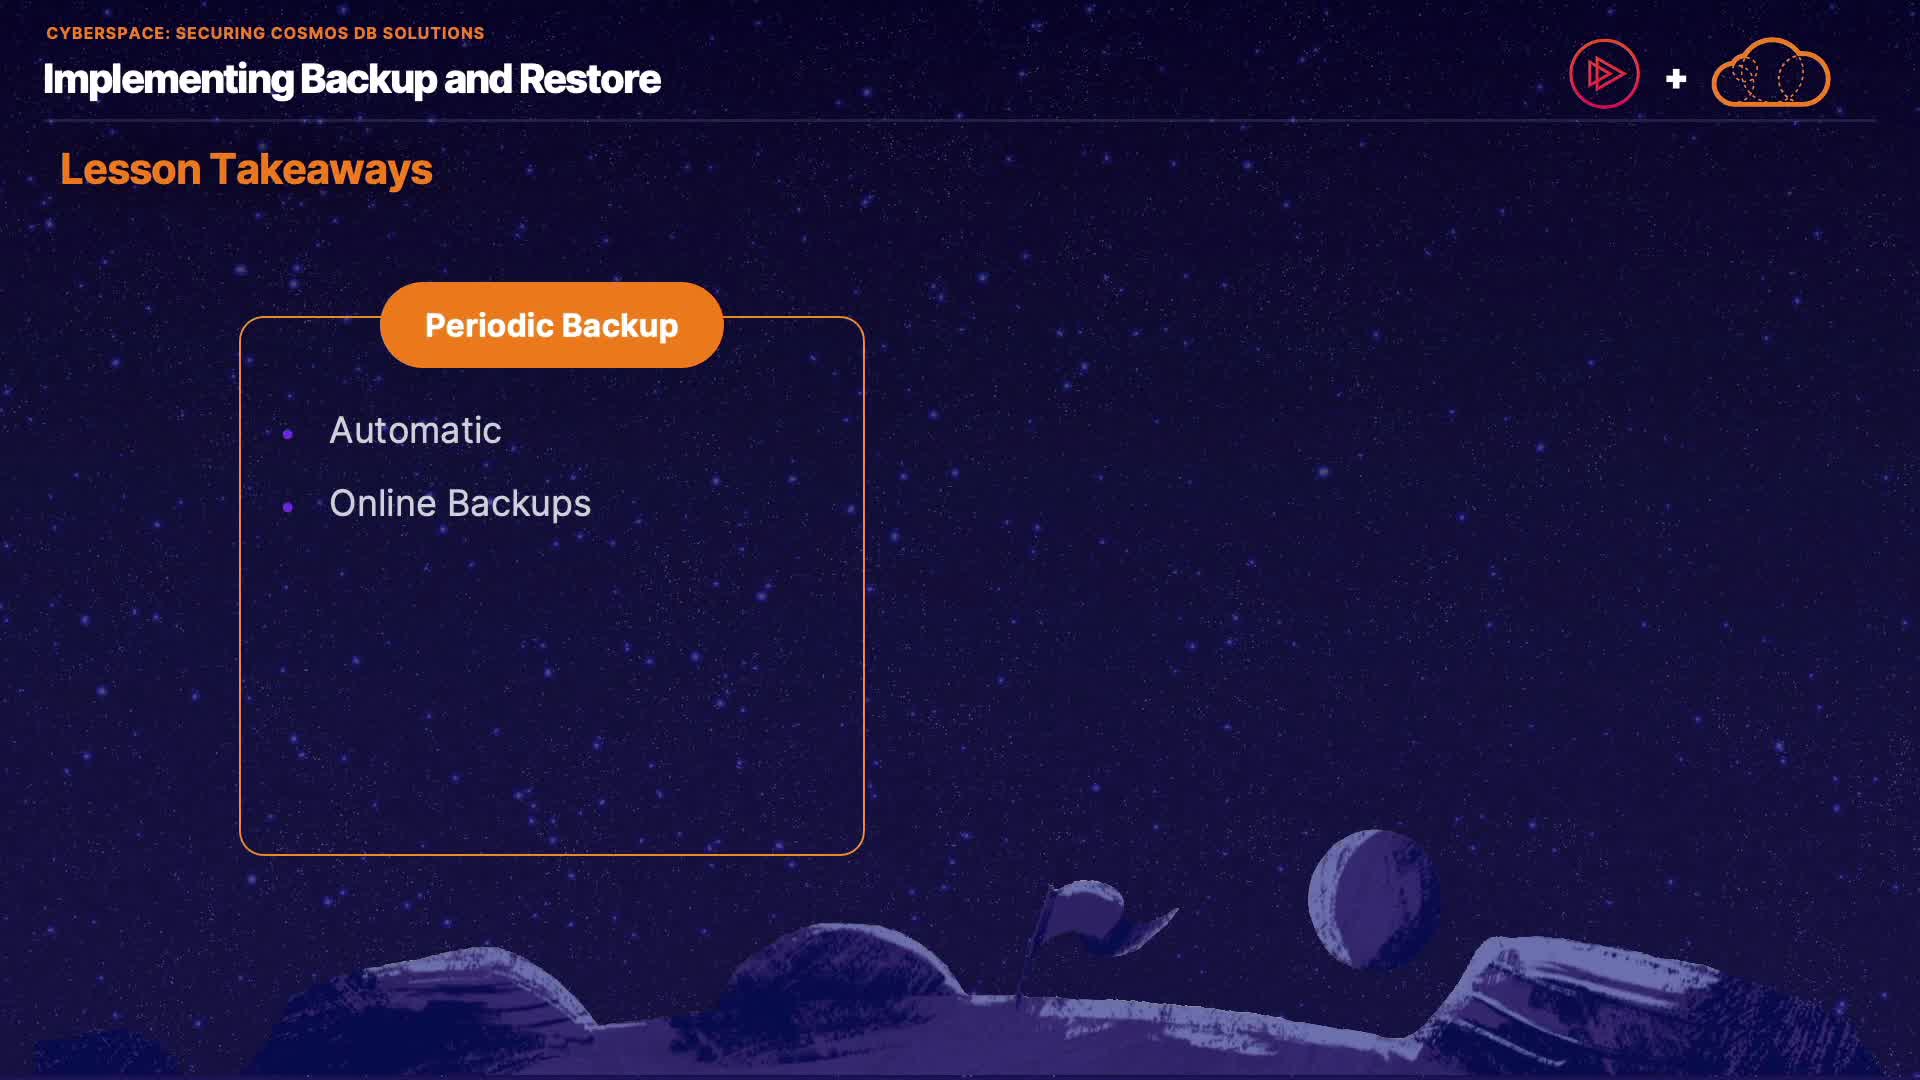 CYBERSPACE: SECURING COSMOS DB SOLUTIONS
Implementing Backup and Restore
Lesson Takeaways
Periodic Backup
Automatic
Online Backups